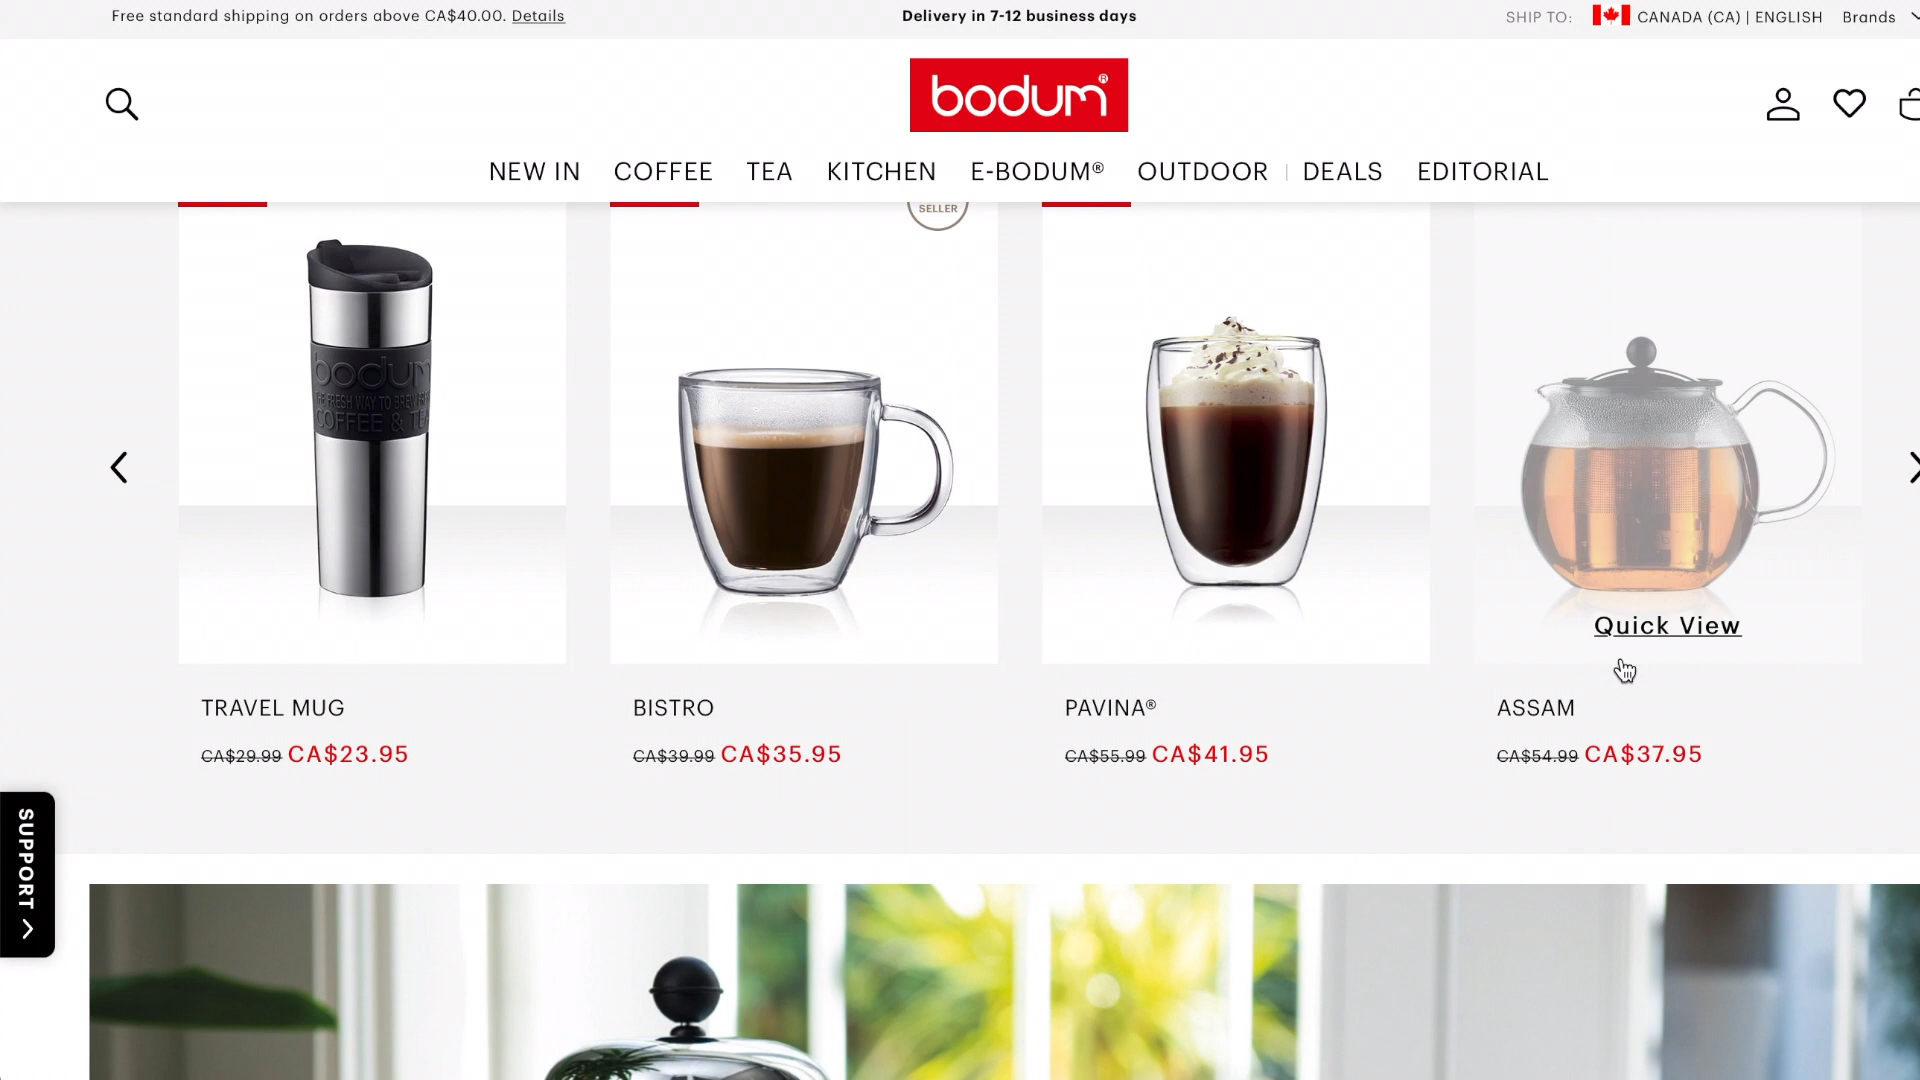 Free standard shipping on orders above CA$40.00. Details
Delivery in 7-12 business days
SHIP TO: CANADA (CA) | ENGLISH Brands
bodum®
NEW IN COFFEE TEA KITCHEN E-BODUM® OUTDOOR | DEALS EDITORIAL
SELLER
bodum
COFFEE & TE
Quick View
TRAVEL MUG
CA$29.99 CA$23.95
BISTRO
CA$39.99 CA$35.95
PAVINA®
CA$55.99 CA$41.95
ASSAM
CA$54.99 CA$37.95
SUPPORT